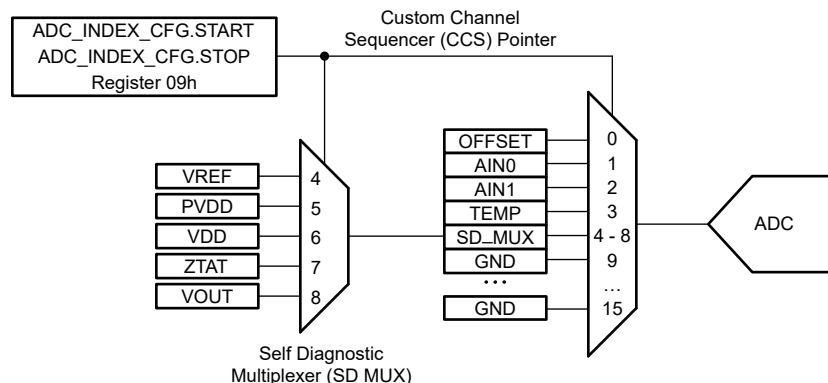 ADC_INDEX_CFG.START
ADC_INDEX_CFG.STOP
Register 09h
Custom Channel
Sequencer (CCS) Pointer
VREF
PVDD
VDD
ZTAT
VOUT
4
5
6
7
8
Self Diagnostic
Multiplexer (SD MUX)
OFFSET
AIN0
AIN1
TEMP
SD_MUX
GND
...
GND
0
1
2
3
4 - 8
9
...
15
ADC